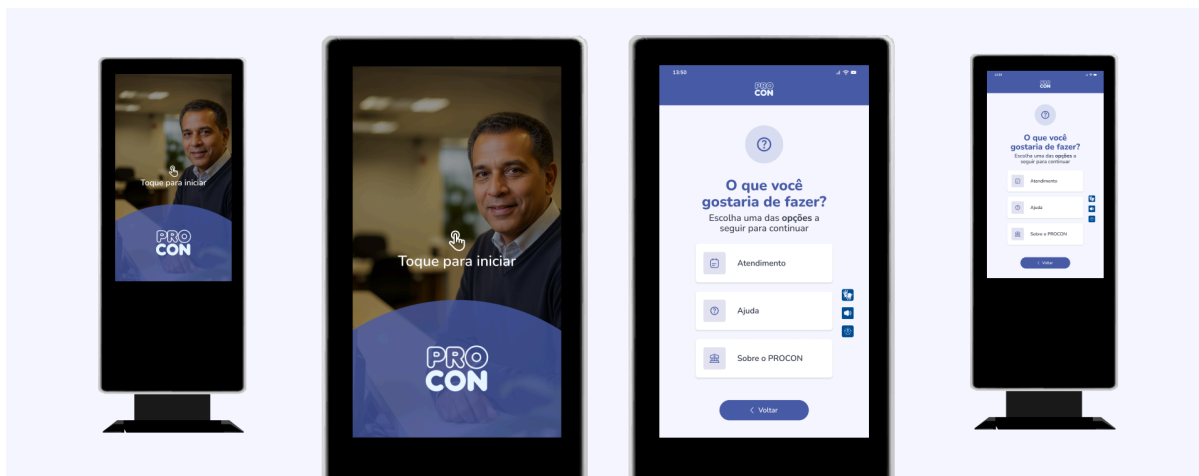 Toque para iniciar
PRO
CON
Toque para iniciar
PRO
CON
13:50
PRO
CON
O que você
gostaria de fazer?
Escolha uma das opções a
seguir para continuar
Atendimento
Ajuda
Sobre o PROCON
< Voltar
13:50
PRO
CON
O que você
gostaria de fazer?
Escolha uma das opções a
seguir para continuar
Atendimento
Ajuda
Sobre o PROCON
< Voltar